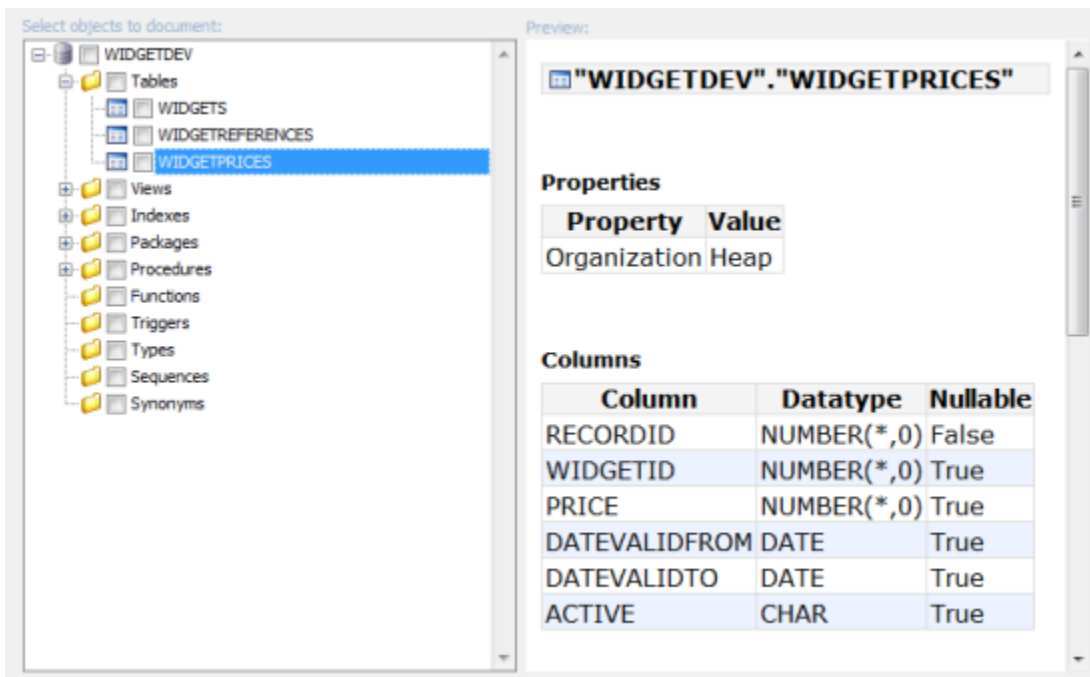 Select objects to document:
WIDGETDEV
Tables
WIDGETS
WIDGETREFERENCES
WIDGETPRICES
Views
Indexes
Packages
Procedures
Functions
Triggers
Types
Sequences
Synonyms
Preview:
"WIDGETDEV"."WIDGETPRICES"
Properties
Property Value
Organization Heap
Columns
Column Datatype Nullable
RECORDID NUMBER(*,0) False
WIDGETID NUMBER(*,0) True
PRICE NUMBER(*,0) True
DATEVALIDFROM DATE True
DATEVALIDTO DATE True
ACTIVE CHAR True